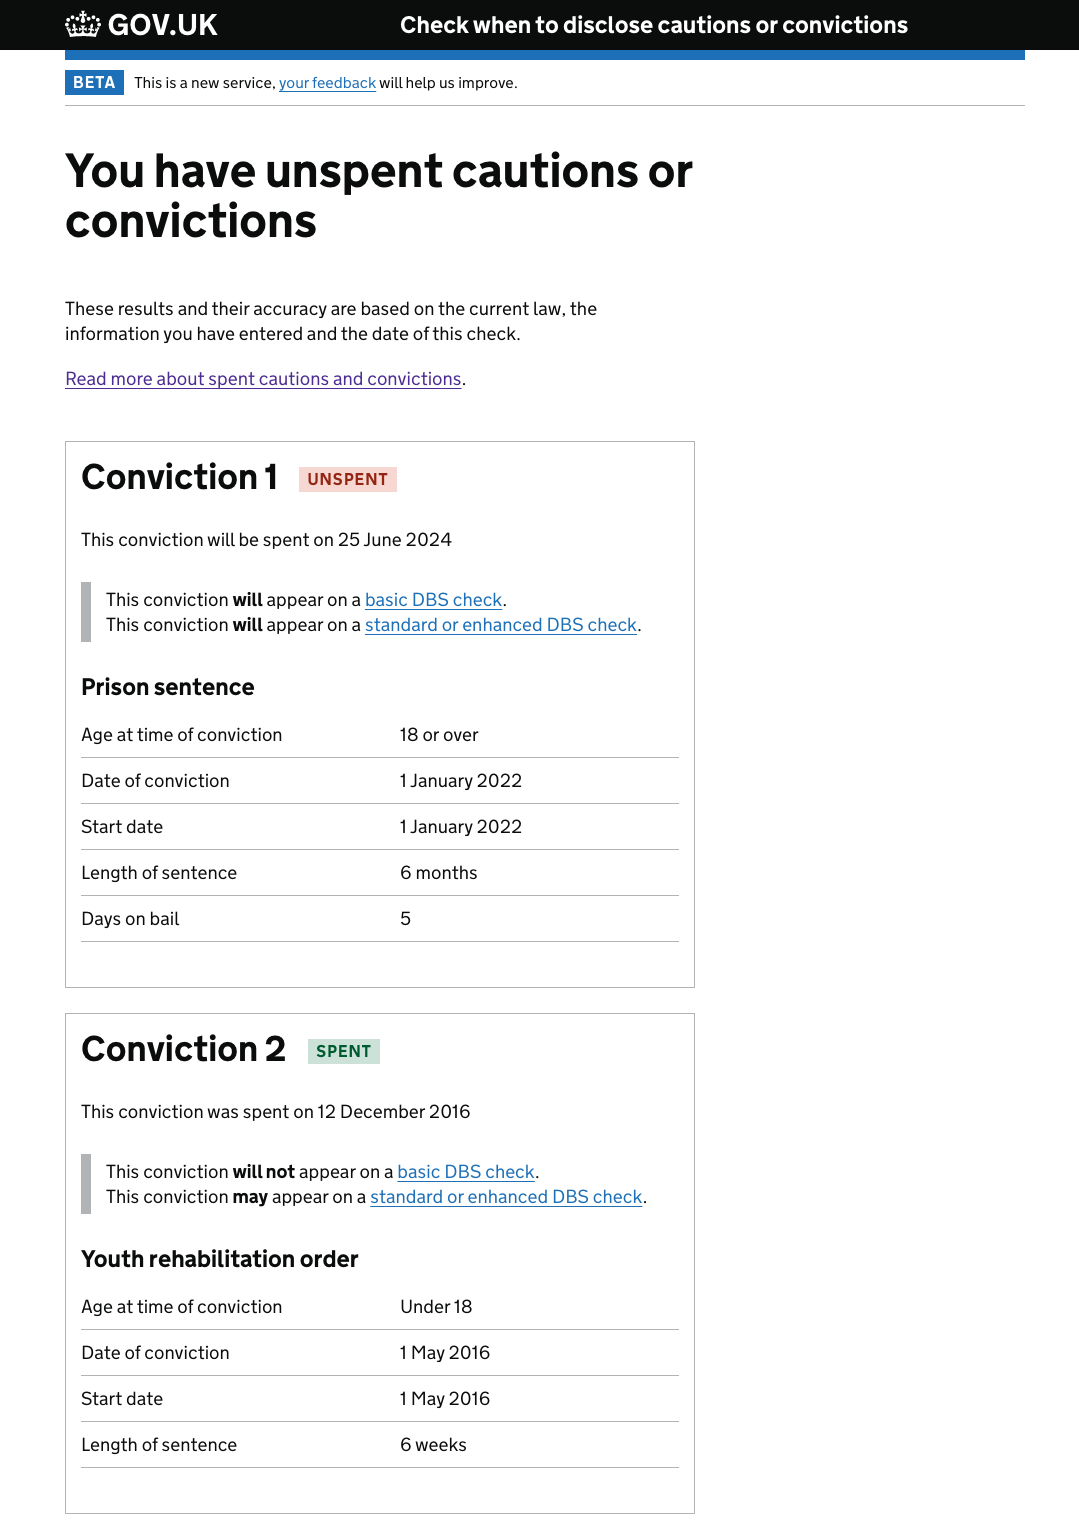 GOV.UK
Check when to disclose cautions or convictions
BETA This is a new service, your feedback will help us improve.
You have unspent cautions or
convictions
These results and their accuracy are based on the current law, the
information you have entered and the date of this check.
Read more about spent cautions and convictions.
Conviction 1 UNSPENT
This conviction will be spent on 25 June 2024
This conviction will appear on a basic DBS check.
This conviction will appear on a standard or enhanced DBS check.
Prison sentence
Age at time of conviction 18 or over
Date of conviction 1 January 2022
Start date 1 January 2022
Length of sentence 6 months
Days on bail 5
Conviction 2 SPENT
This conviction was spent on 12 December 2016
This conviction will not appear on a basic DBS check.
This conviction may appear on a standard or enhanced DBS check.
Youth rehabilitation order
Age at time of conviction Under 18
Date of conviction 1 May 2016
Start date 1 May 2016
Length of sentence 6 weeks